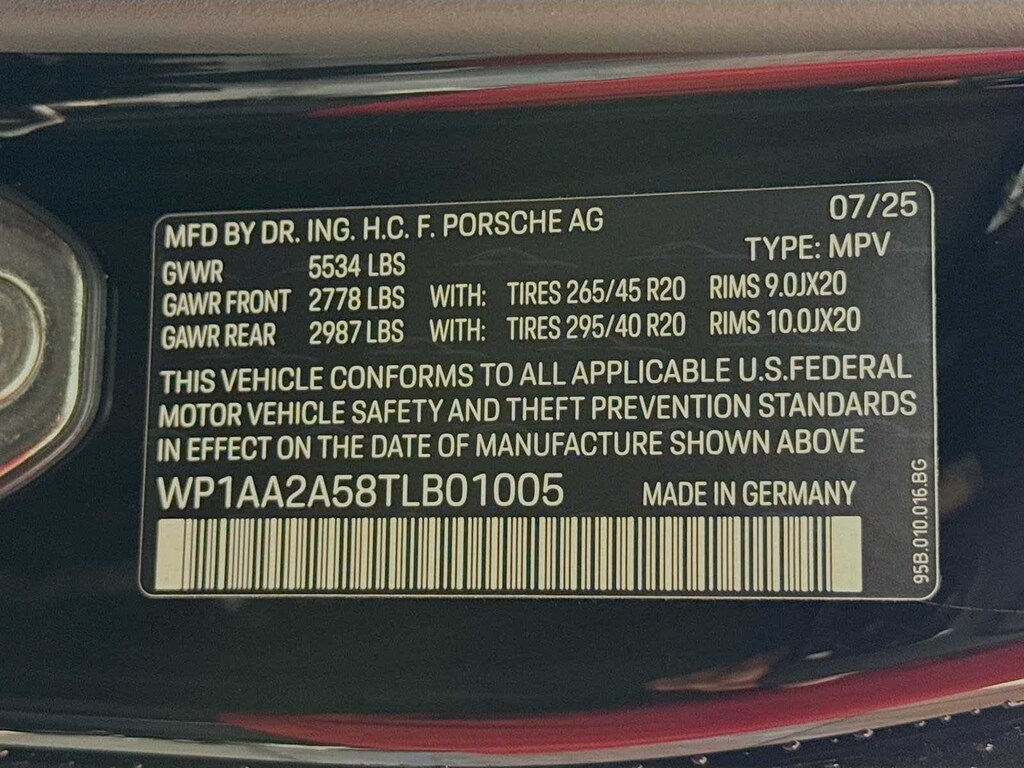 MFD BY DR. ING. H.C. F. PORSCHE AG 07/25
GVWR 5534 LBS TYPE: MPV
GAWR FRONT 2778 LBS WITH: TIRES 265/45 R20 RIMS 9.0JX20
GAWR REAR 2987 LBS WITH: TIRES 295/40 R20 RIMS 10.0JX20
THIS VEHICLE CONFORMS TO ALL APPLICABLE U.S.FEDERAL
MOTOR VEHICLE SAFETY AND THEFT PREVENTION STANDARDS
IN EFFECT ON THE DATE OF MANUFACTURE SHOWN ABOVE
WP1AA2A58TLB01005 MADE IN GERMANY
95B.010.016.BG